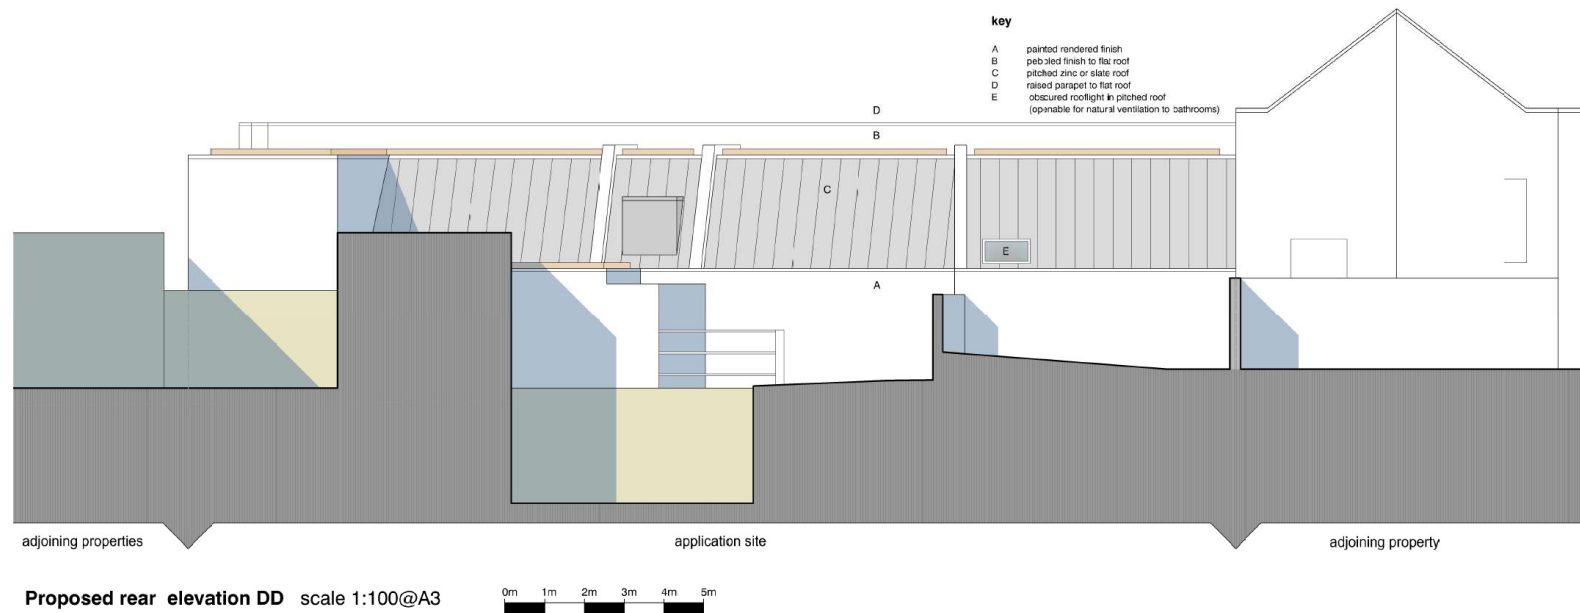 key
A painted rendered finish
B pebbled finish to flat roof
C pitched zinc or slate roof
D raised parapet to flat roof
E obscured rooflight in pitched roof
(openable for natural ventilation to bathrooms)
D
B
C
E
A
adjoining properties
application site
adjoining property
Proposed rear elevation DD scale 1:100@A3
0m 1m 2m 3m 4m 5m